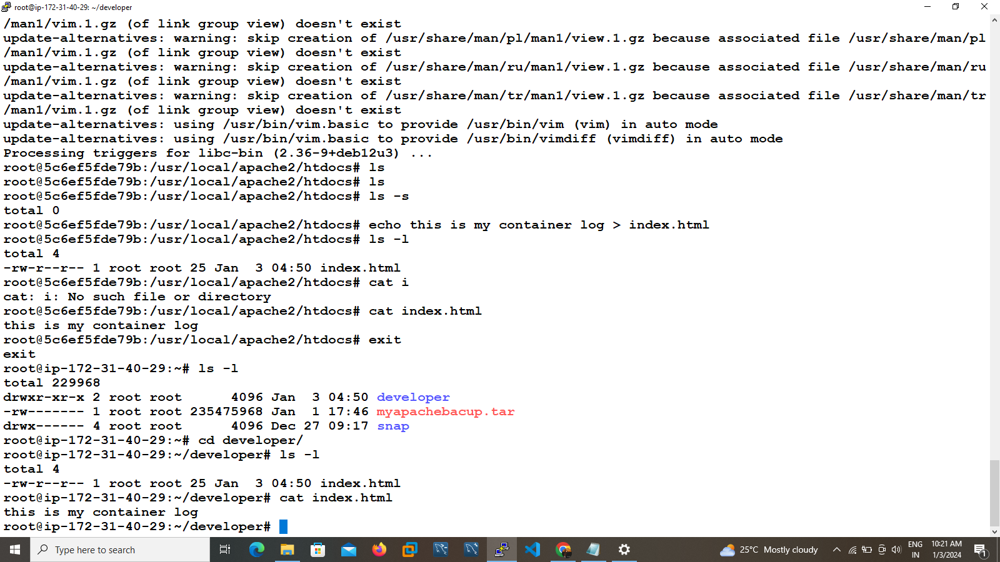 root@ip-172-31-40-29: ~/developer
/man1/vim.1.gz (of link group view) doesn't exist
update-alternatives: warning: skip creation of /usr/share/man/pl/man1/view.1.gz because associated file /usr/share/man/pl
/man1/vim.1.gz (of link group view) doesn't exist
update-alternatives: warning: skip creation of /usr/share/man/ru/man1/view.1.gz because associated file /usr/share/man/ru
/man1/vim.1.gz (of link group view) doesn't exist
update-alternatives: warning: skip creation of /usr/share/man/tr/man1/view.1.gz because associated file /usr/share/man/tr
/man1/vim.1.gz (of link group view) doesn't exist
update-alternatives: using /usr/bin/vim.basic to provide /usr/bin/vim (vim) in auto mode
update-alternatives: using /usr/bin/vim.basic to provide /usr/bin/vimdiff (vimdiff) in auto mode
Processing triggers for libc-bin (2.36-9+deb12u3) ...
root@5c6ef5fde79b:/usr/local/apache2/htdocs# ls
root@5c6ef5fde79b:/usr/local/apache2/htdocs# ls
root@5c6ef5fde79b:/usr/local/apache2/htdocs# ls -s
total 0
root@5c6ef5fde79b:/usr/local/apache2/htdocs# echo this is my container log > index.html
root@5c6ef5fde79b:/usr/local/apache2/htdocs# ls -l
total 4
-rw-r--r-- 1 root root 25 Jan  3 04:50 index.html
root@5c6ef5fde79b:/usr/local/apache2/htdocs# cat i
cat: i: No such file or directory
root@5c6ef5fde79b:/usr/local/apache2/htdocs# cat index.html
this is my container log
root@5c6ef5fde79b:/usr/local/apache2/htdocs# exit
exit
root@ip-172-31-40-29:~# ls -l
total 229968
drwxr-xr-x 2 root root      4096 Jan  3 04:50 developer
-rw------- 1 root root 235475968 Jan  1 17:46 myapachebacup.tar
drwx------ 4 root root      4096 Dec 27 09:17 snap
root@ip-172-31-40-29:~# cd developer/
root@ip-172-31-40-29:~/developer# ls -l
total 4
-rw-r--r-- 1 root root 25 Jan  3 04:50 index.html
root@ip-172-31-40-29:~/developer# cat index.html
this is my container log
root@ip-172-31-40-29:~/developer#
Type here to search
25°C Mostly cloudy
ENG
IN
10:21 AM
1/3/2024
1